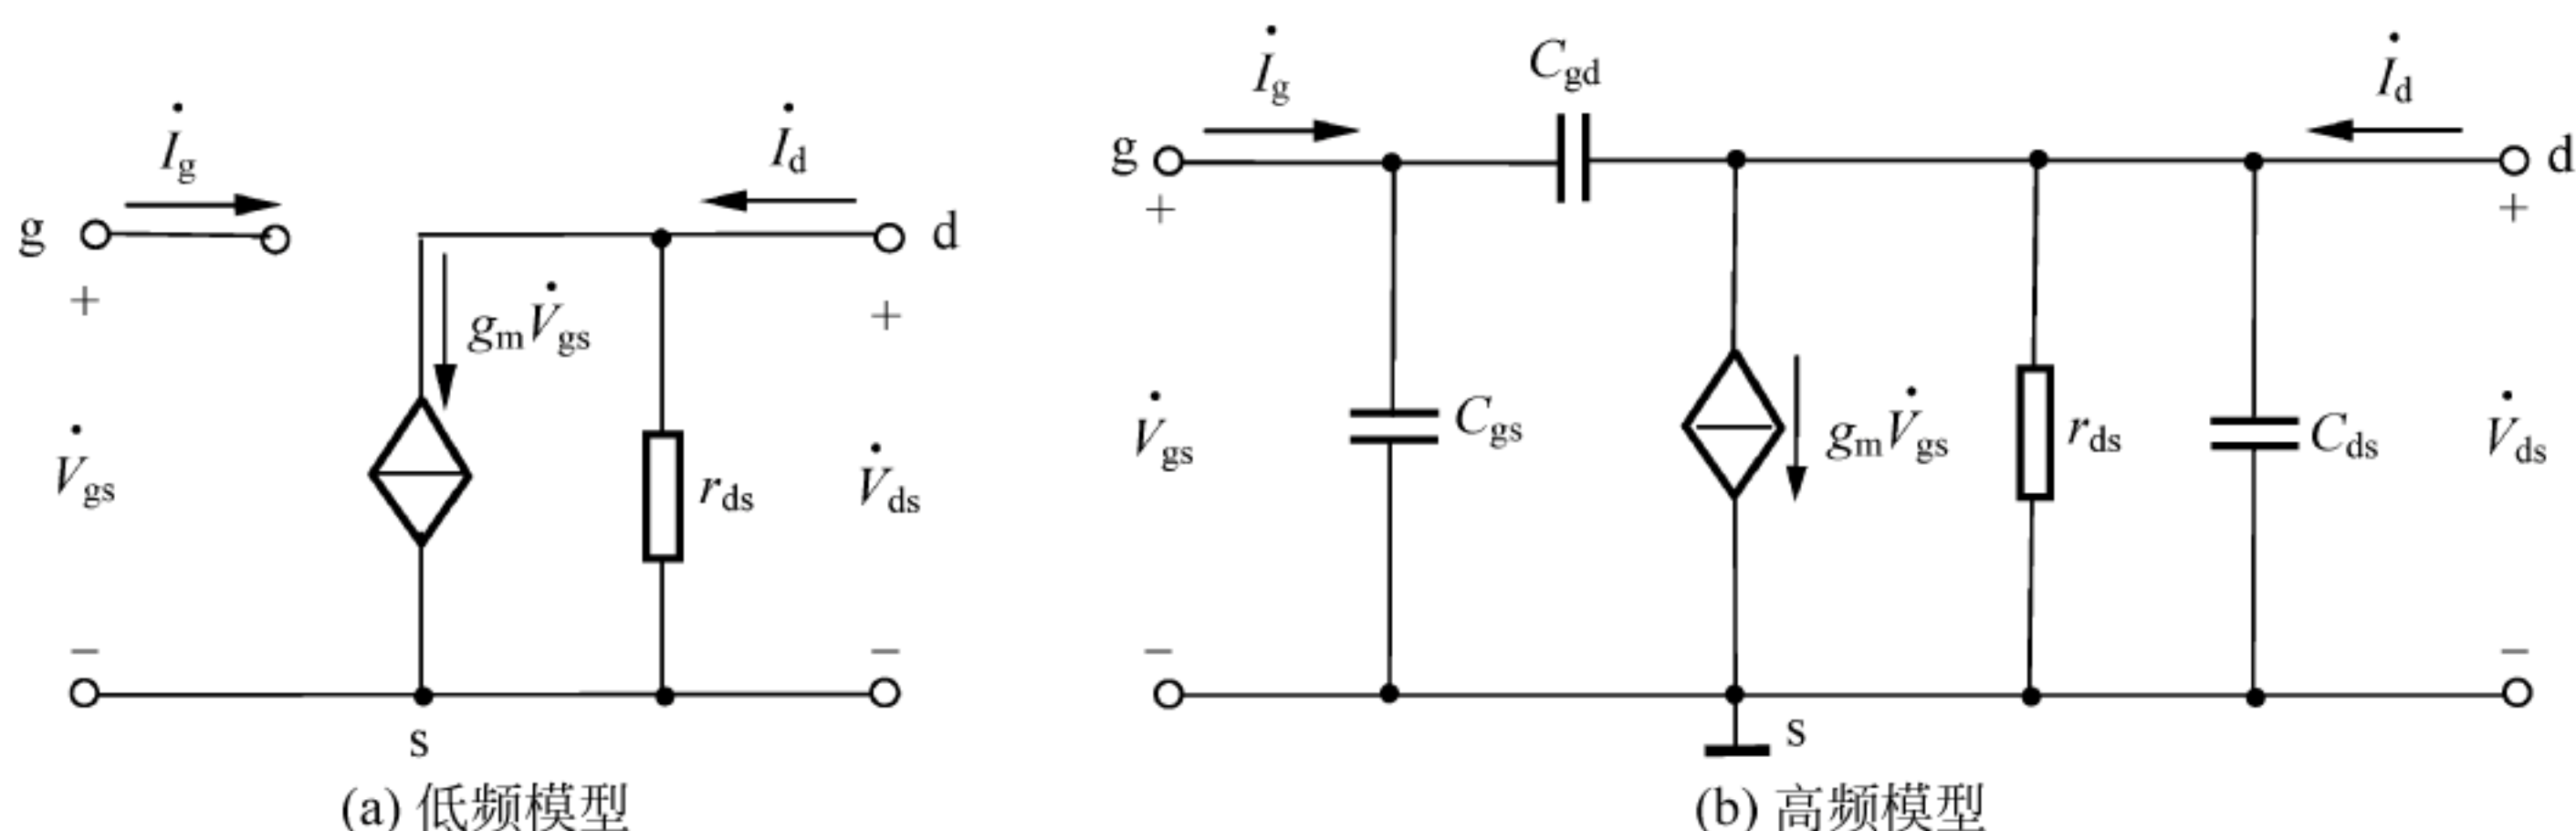 İg
İd
g
d
+
+
gmV̇gs
V̇gs
rds
V̇ds
−
−
s
(a) 低频模型
İg
Cgd
İd
g
d
+
+
V̇gs
Cgs
gmV̇gs
rds
Cds
V̇ds
−
−
s
(b) 高频模型